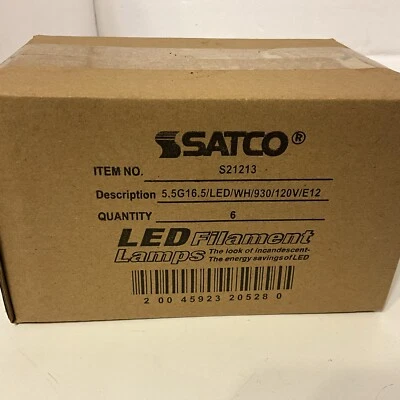 SATCO®
ITEM NO. S21213
Description 5.5G16.5/LED/WH/930/120V/E12
QUANTITY 6
LED Filament
Lamps The look of incandescent-
The energy savings of LED
2 00 45923 20528 0